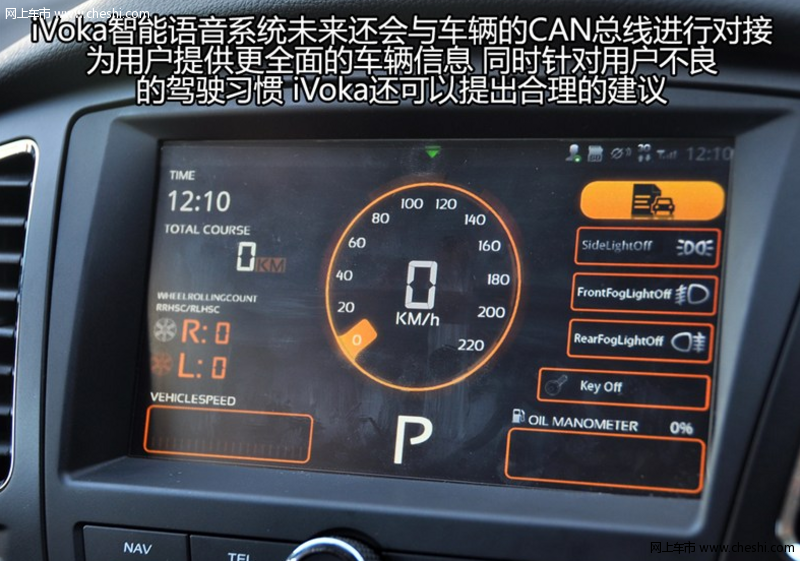 网上车市 www.cheshi.com
iVoka智能语音系统未来还会与车辆的CAN总线进行对接
为用户提供更全面的车辆信息 同时针对用户不良
的驾驶习惯 iVoka还可以提出合理的建议
12:10
TIME
12:10
TOTAL COURSE
0KM
WHEELROLLINGCOUNT
RRHSC/RLHSC
R: 0
L: 0
VEHICLESPEED
0
20
40
60
80
100
120
140
160
180
200
220
0
KM/h
P
SideLightOff
FrontFogLightOff
RearFogLightOff
Key Off
OIL MANOMETER 0%
NAV
TEL
网上车市 www.cheshi.com